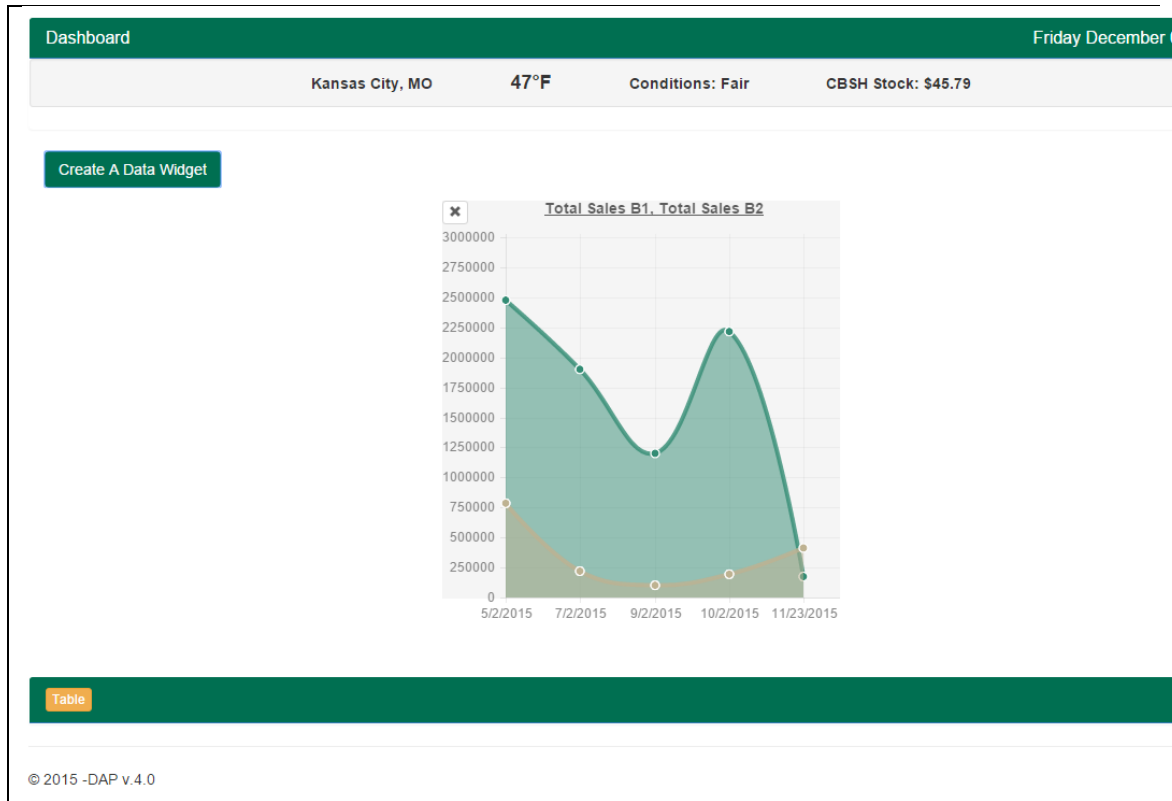 Dashboard
Friday December
Kansas City, MO 47°F Conditions: Fair CBSH Stock: $45.79
Create A Data Widget
Total Sales B1, Total Sales B2
3000000
2750000
2500000
2250000
2000000
1750000
1500000
1250000
1000000
750000
500000
250000
0
5/2/2015 7/2/2015 9/2/2015 10/2/2015 11/23/2015
Table
© 2015 -DAP v.4.0